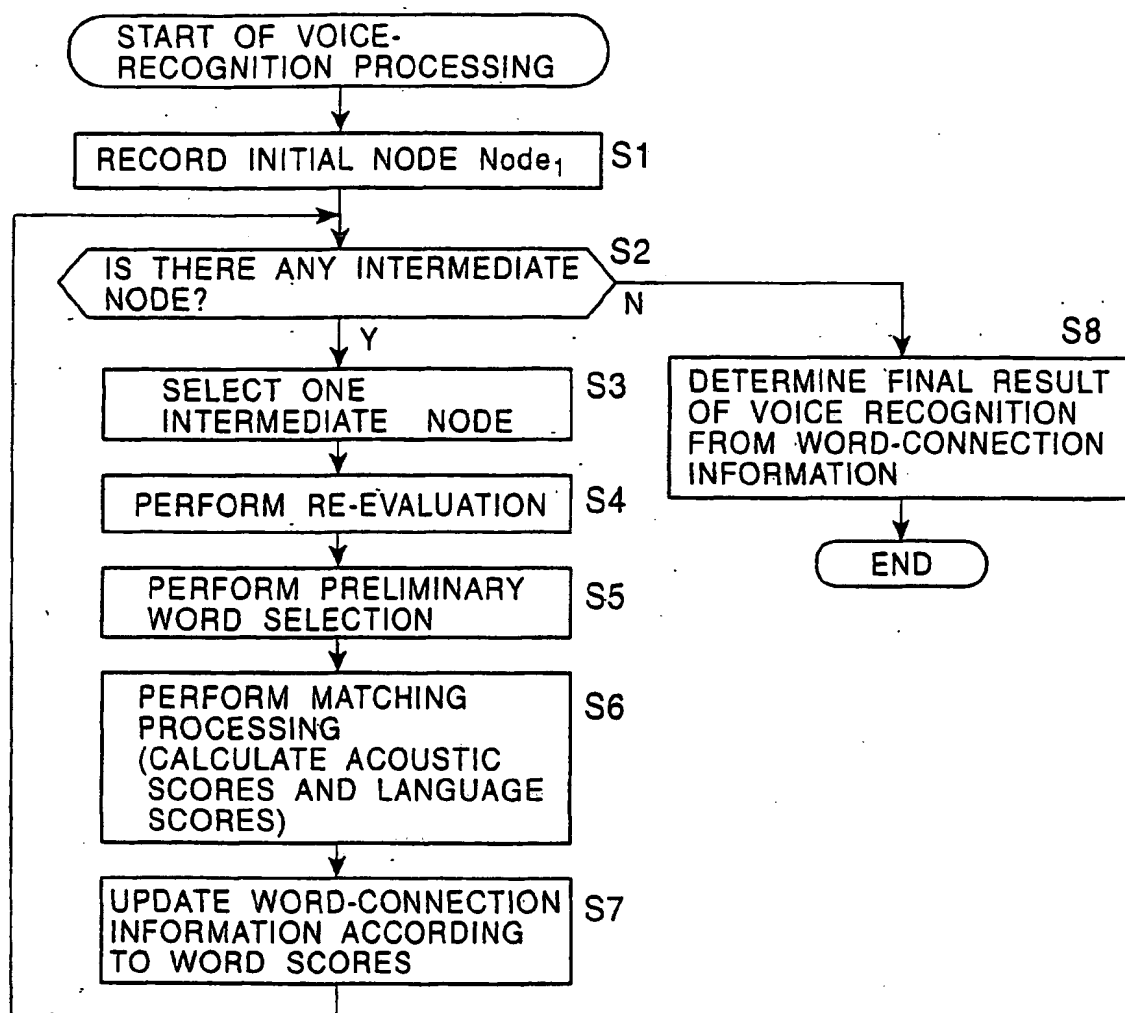 START OF VOICE-
RECOGNITION PROCESSING
RECORD INITIAL NODE Node₁
S1
IS THERE ANY INTERMEDIATE
NODE?
S2
N
Y
S8
DETERMINE FINAL RESULT
OF VOICE RECOGNITION
FROM WORD-CONNECTION
INFORMATION
END
SELECT ONE
INTERMEDIATE NODE
S3
PERFORM RE-EVALUATION
S4
PERFORM PRELIMINARY
WORD SELECTION
S5
PERFORM MATCHING
PROCESSING
(CALCULATE ACOUSTIC
SCORES AND LANGUAGE
SCORES)
S6
UPDATE WORD-CONNECTION
INFORMATION ACCORDING
TO WORD SCORES
S7